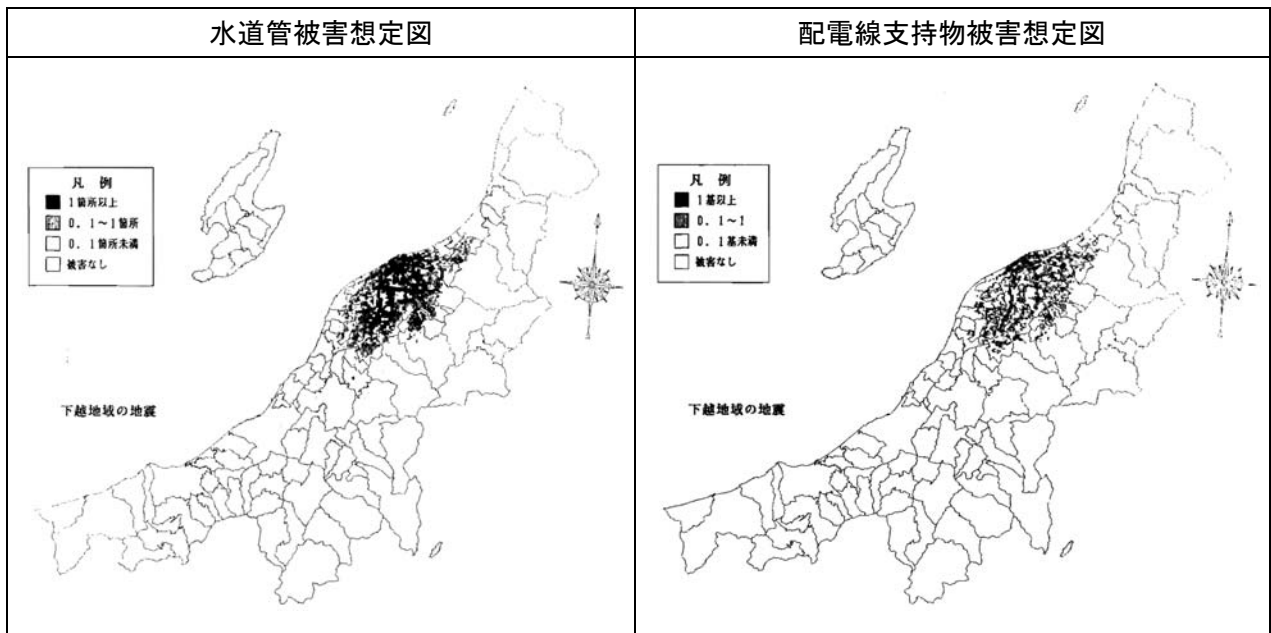 水道管被害想定図
配電線支持物被害想定図
凡 例
1箇所以上
0.1～1箇所
0.1箇所未満
被害なし
下越地域の地震
凡 例
1基以上
0.1～1
0.1基未満
被害なし
下越地域の地震